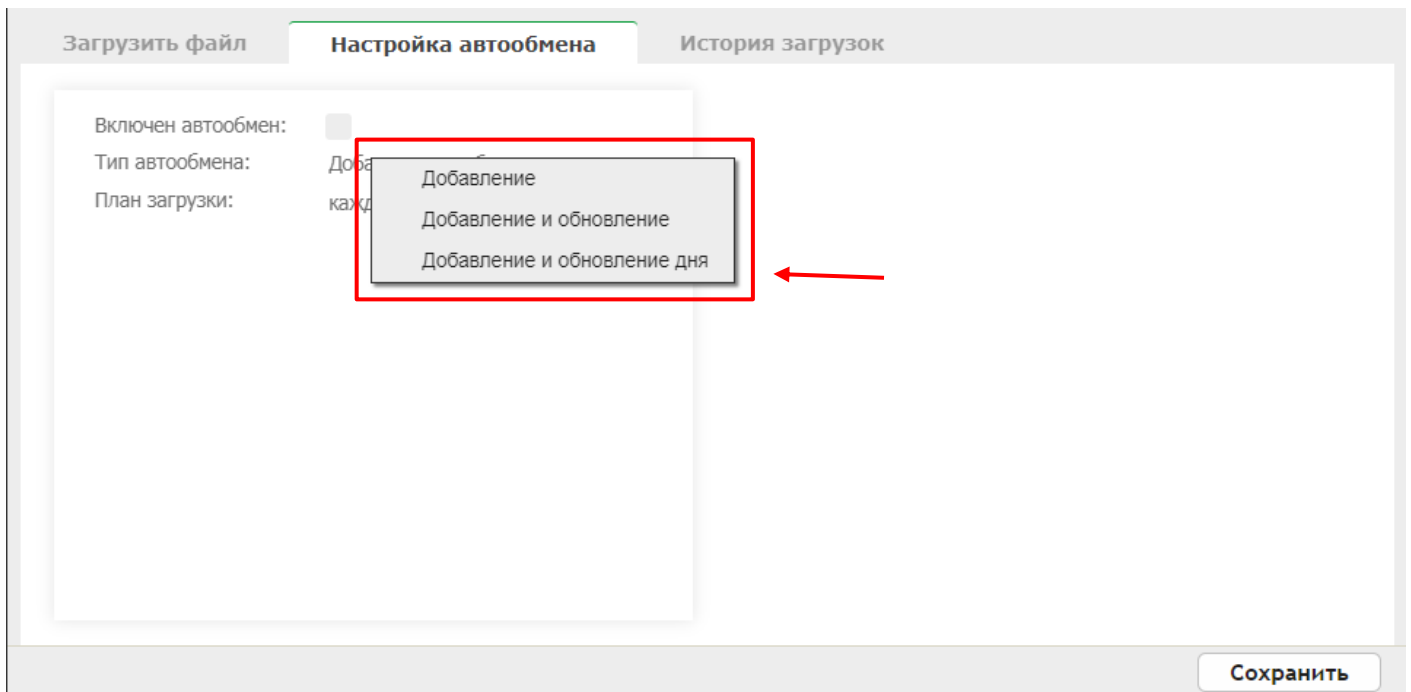 Загрузить файл Настройка автообмена История загрузок
Включен автообмен:
Тип автообмена:
План загрузки:
Добавление
Добавление и обновление
Добавление и обновление дня
Сохранить